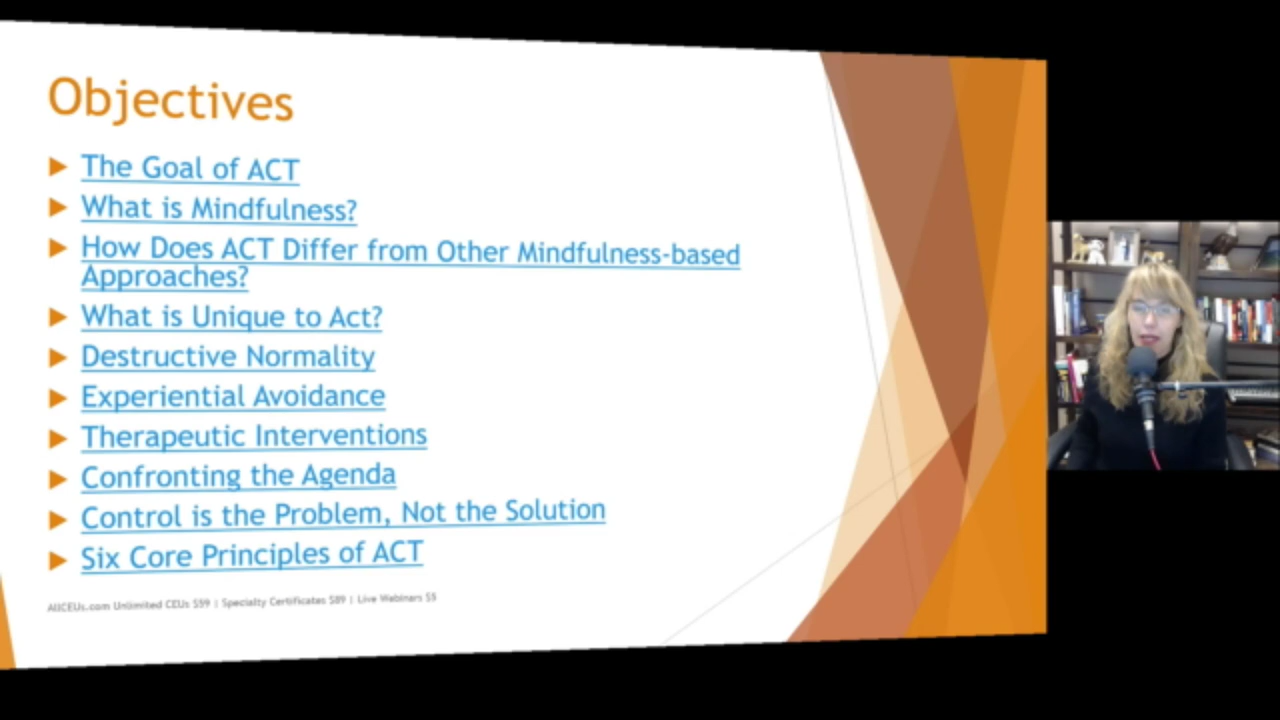 Objectives
The Goal of ACT
What is Mindfulness?
How Does ACT Differ from Other Mindfulness-based
Approaches?
What is Unique to Act?
Destructive Normality
Experiential Avoidance
Therapeutic Interventions
Confronting the Agenda
Control is the Problem, Not the Solution
Six Core Principles of ACT
AllCEUs.com Unlimited CEUs $59 | Specialty Certificates $89 | Live Webinars $5